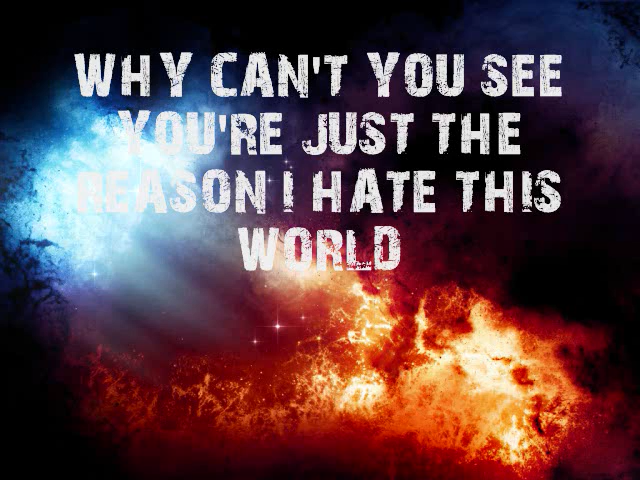 WHY CAN'T YOU SEE
YOU'RE JUST THE
REASON I HATE THIS
WORLD